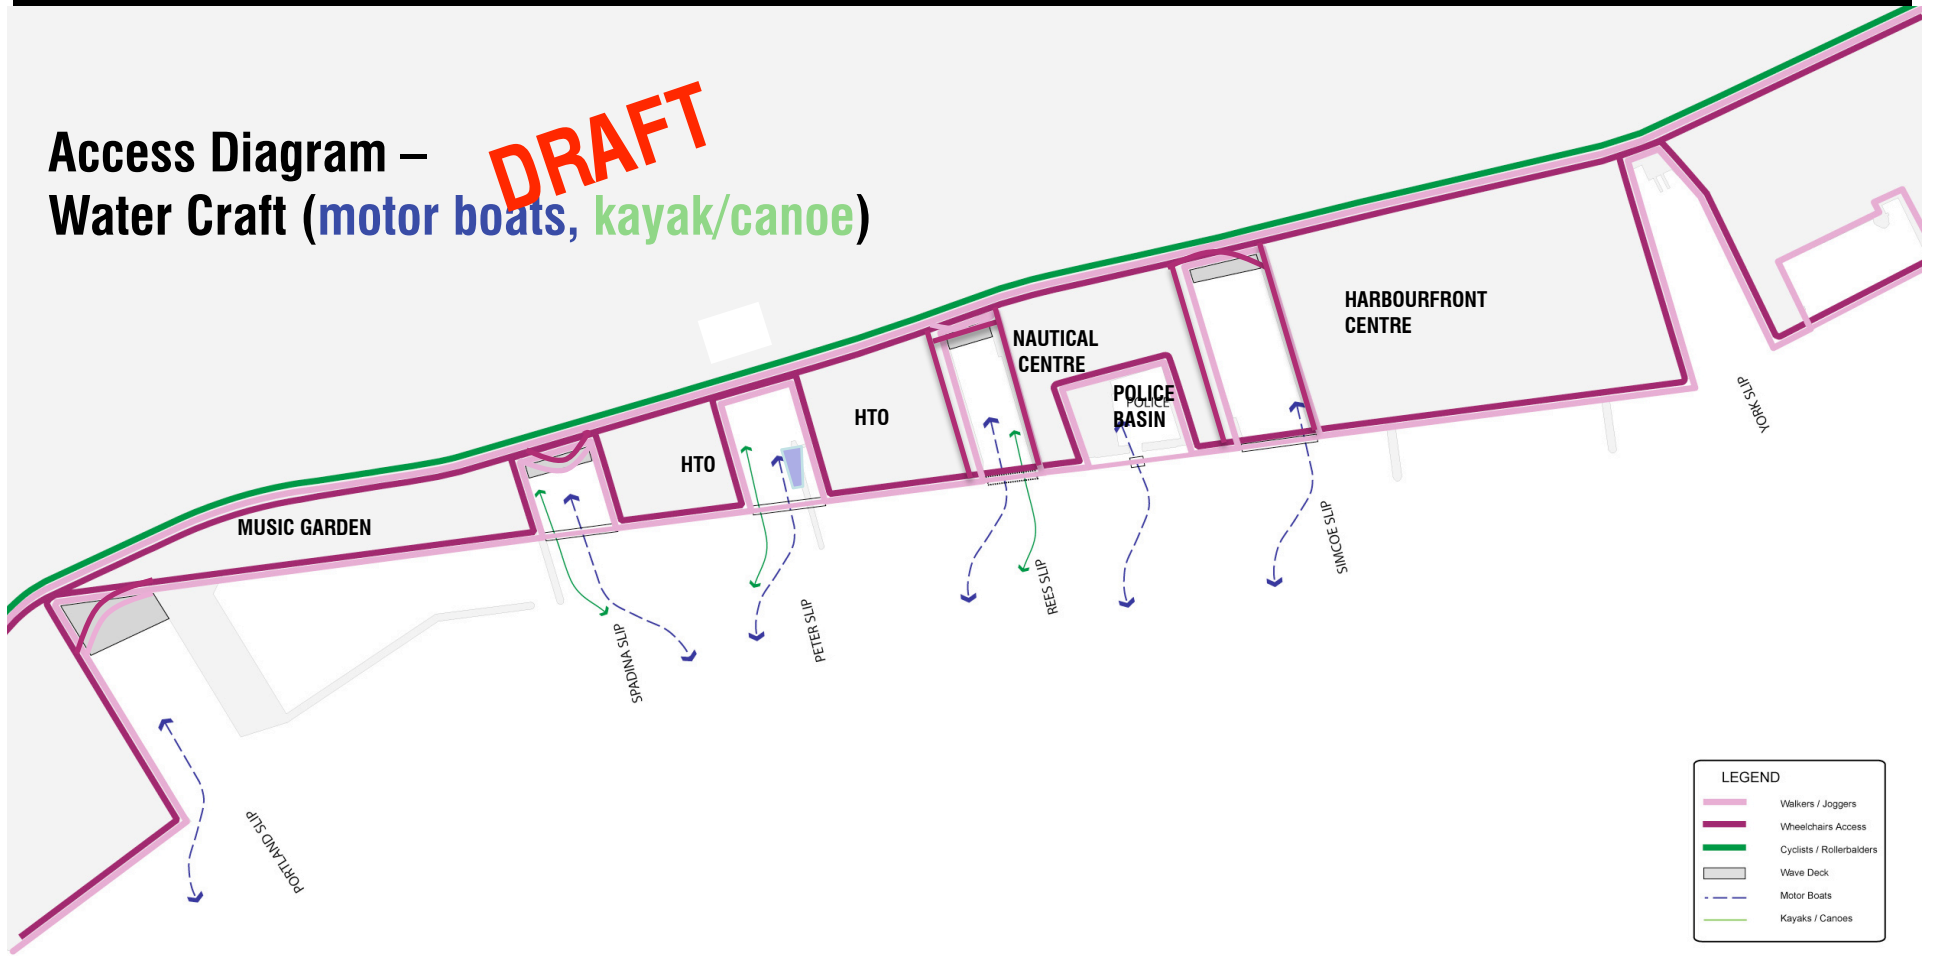 Access Diagram –
DRAFT
Water Craft (motor boats, kayak/canoe)
HARBOURFRONT
CENTRE
NAUTICAL
CENTRE
POLICE
POLICE
BASIN
HTO
HTO
MUSIC GARDEN
YORK SLIP
SIMCOE SLIP
REES SLIP
PETER SLIP
SPADINA SLIP
PORTLAND SLIP
LEGEND
Walkers / Joggers
Wheelchairs Access
Cyclists / Rollerbalders
Wave Deck
Motor Boats
Kayaks / Canoes